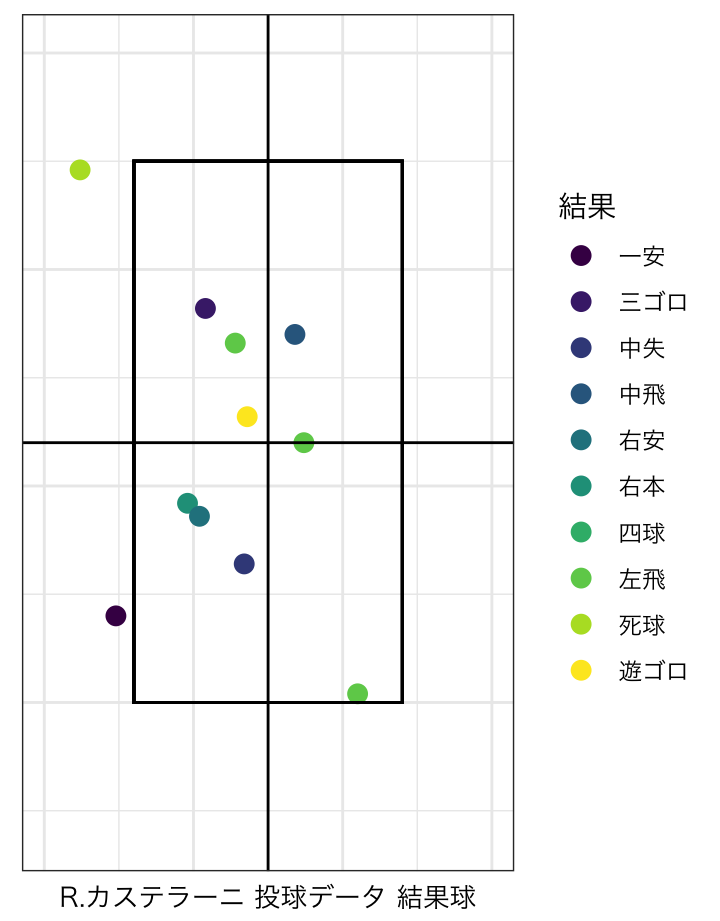 結果
一安
三ゴロ
中失
中飛
右安
右本
四球
左飛
死球
遊ゴロ
R.カステラーニ 投球データ 結果球